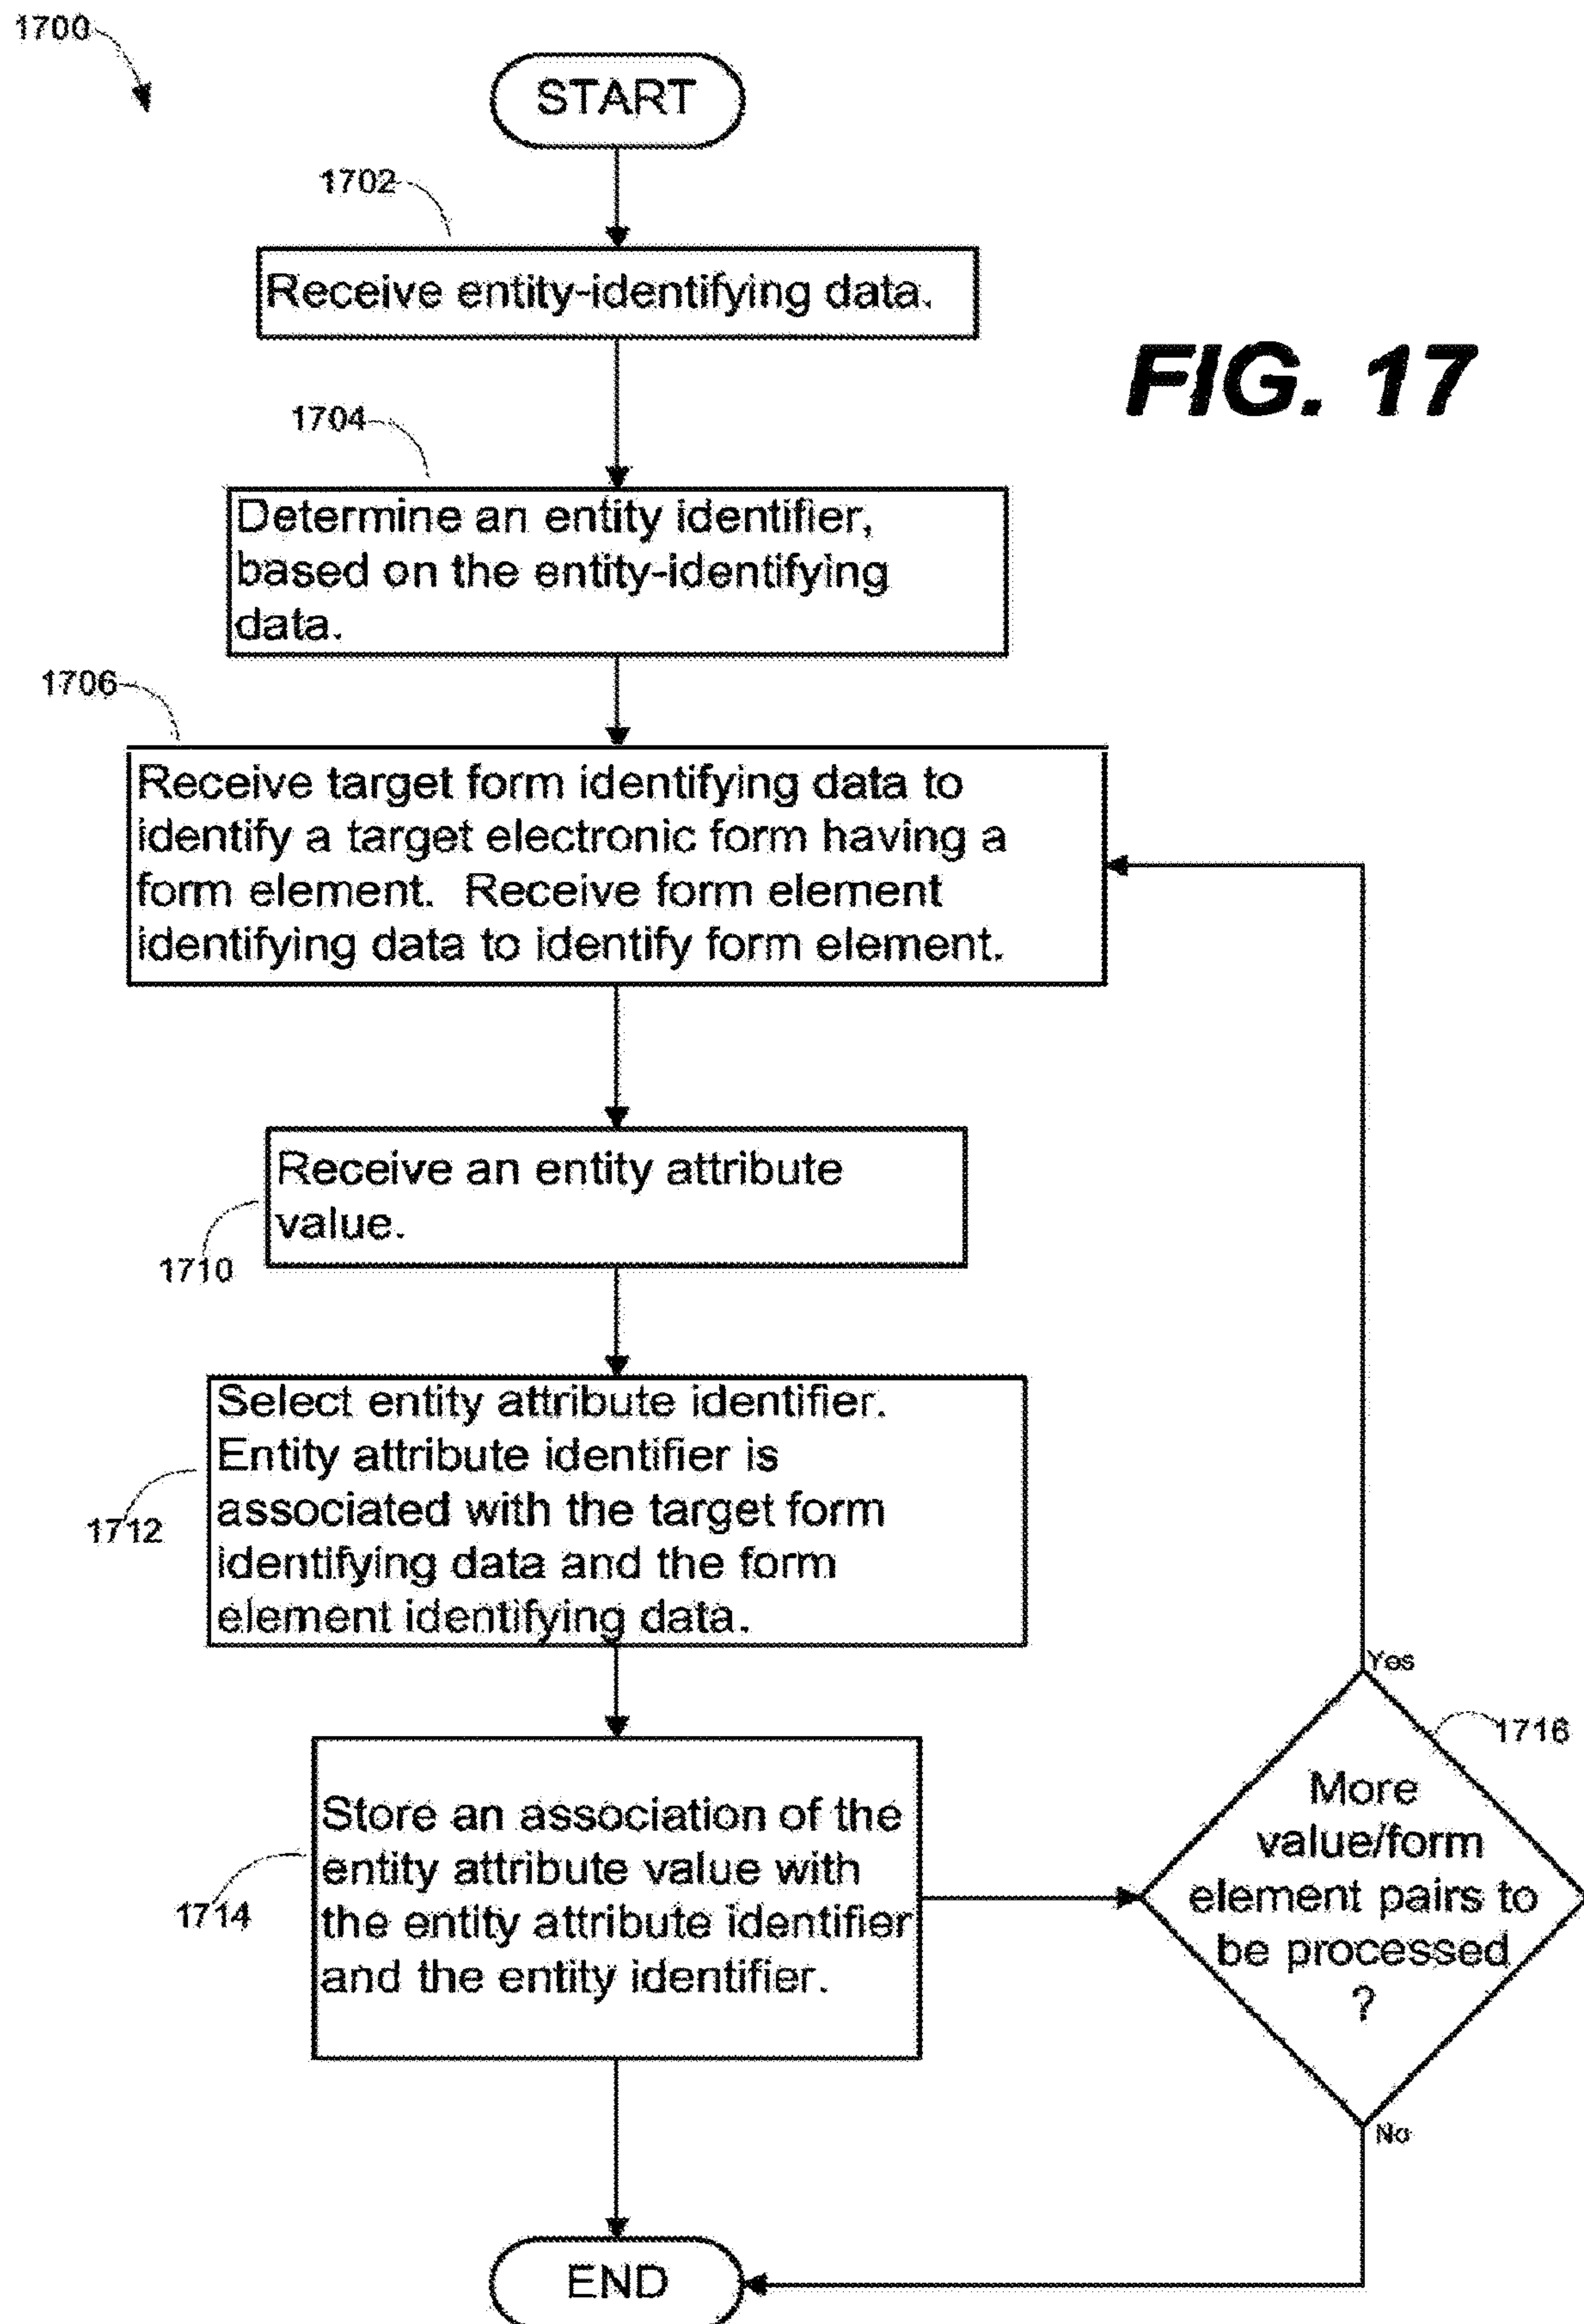 1700
START
1702
Receive entity-identifying data.
FIG. 17
1704
Determine an entity identifier,
based on the entity-identifying
data.
1706
Receive target form identifying data to
identify a target electronic form having a
form element.  Receive form element
identifying data to identify form element.
Receive an entity attribute
value.
1710
Select entity attribute identifier.
Entity attribute identifier is
associated with the target form
identifying data and the form
element identifying data.
1712
Yes
1716
More
value/form
element pairs to
be processed
?
Store an association of the
entity attribute value with
the entity attribute identifier
and the entity identifier.
1714
No
END